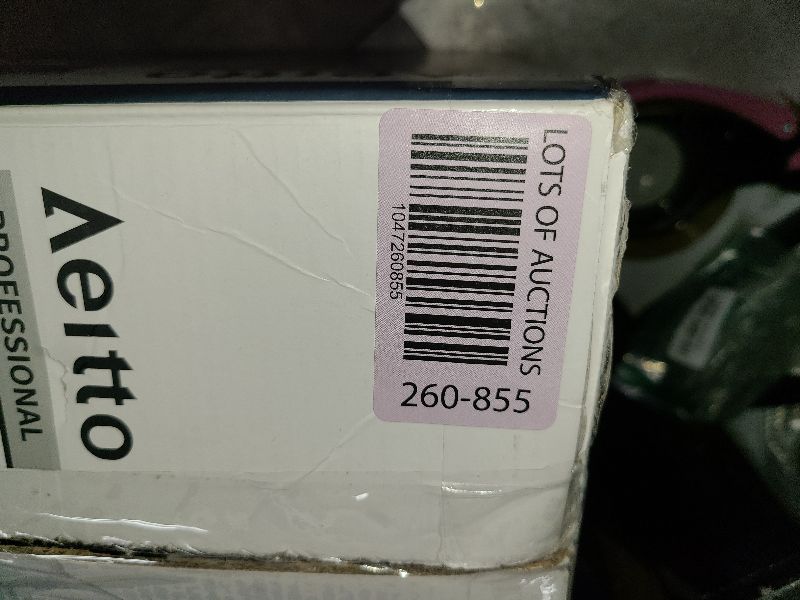 Aeitto
PROFESSIONAL
LOTS OF AUCTIONS
1047260855
260-855